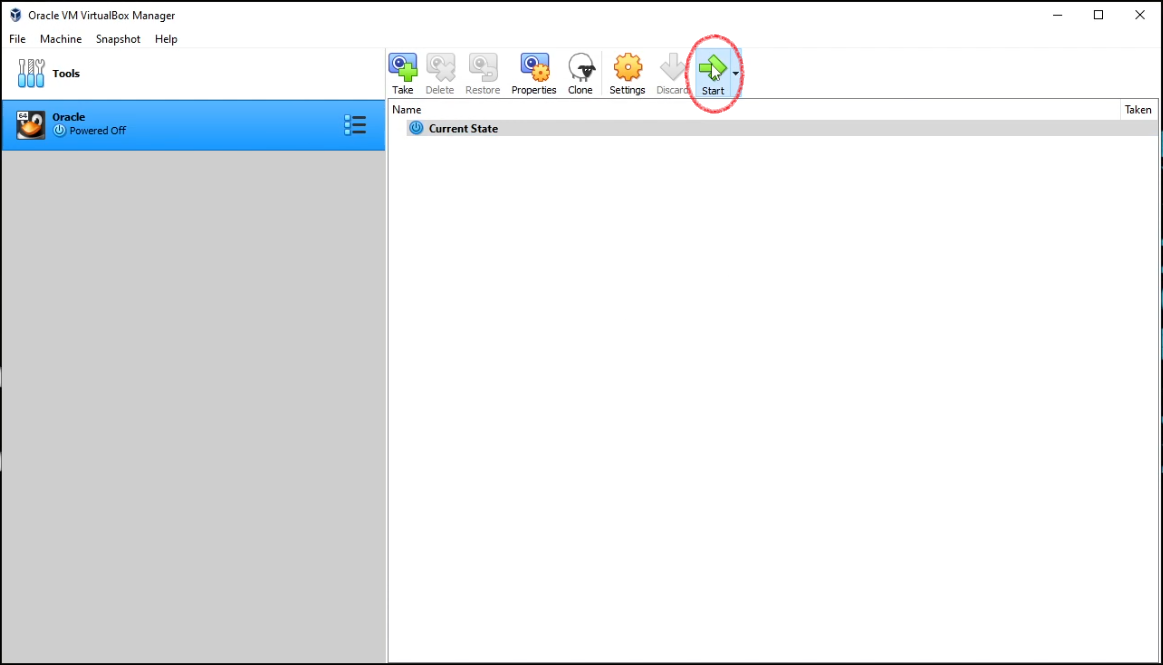 Oracle VM VirtualBox Manager
File Machine Snapshot Help
Tools
Take Delete Restore Properties Clone Settings Discard Start
64
Oracle
Powered Off
Name Taken
Current State